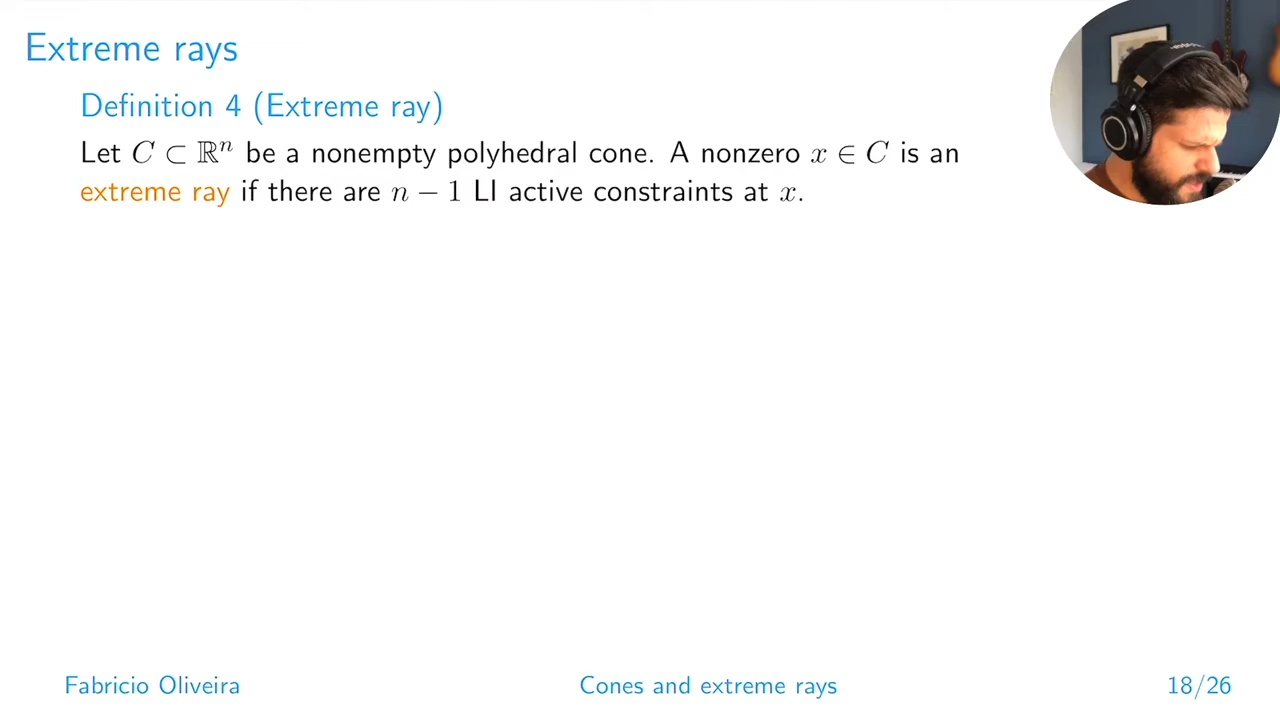 Extreme rays
Definition 4 (Extreme ray)
Let C ⊂ ℝⁿ be a nonempty polyhedral cone. A nonzero x ∈ C is an
extreme ray if there are n − 1 LI active constraints at x.
Fabricio Oliveira
Cones and extreme rays
18/26